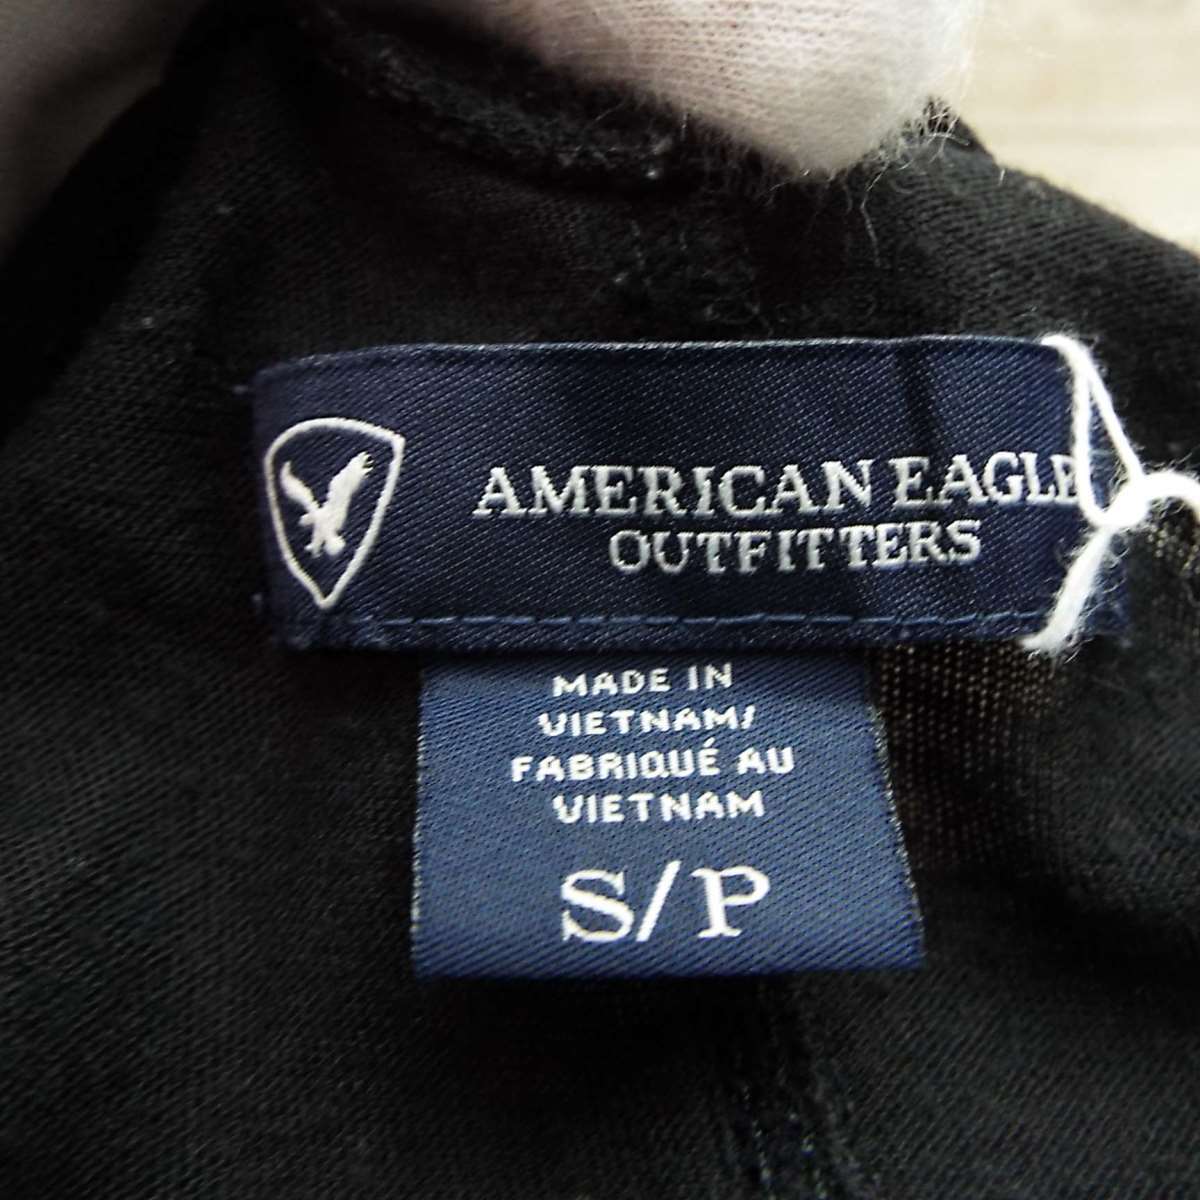 AMERICAN EAGLE
OUTFITTERS
MADE IN
VIETNAM/
FABRIQUÉ AU
VIETNAM
S/P